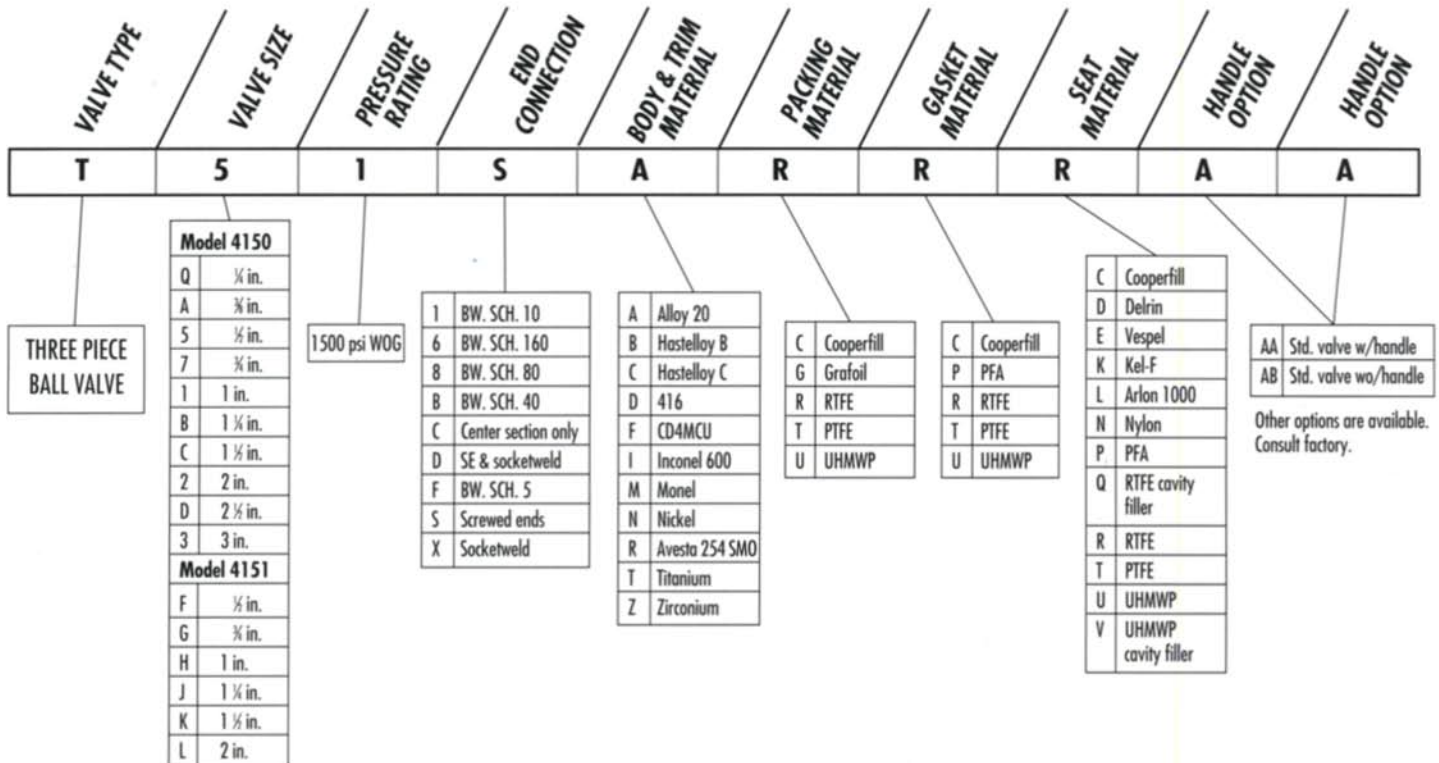 VALVE TYPE
VALVE SIZE
PRESSURE
RATING
END
CONNECTION
BODY & TRIM
MATERIAL
PACKING
MATERIAL
GASKET
MATERIAL
SEAT
MATERIAL
HANDLE
OPTION
HANDLE
OPTION
T 5 1 S A R R R A A
THREE PIECE
BALL VALVE
Model 4150
Q ¼ in.
A ⅜ in.
5 ½ in.
7 ¾ in.
1 1 in.
B 1 ¼ in.
C 1 ½ in.
2 2 in.
D 2 ½ in.
3 3 in.
Model 4151
F ½ in.
G ¾ in.
H 1 in.
J 1 ¼ in.
K 1 ½ in.
L 2 in.
1500 psi WOG
1 BW. SCH. 10
6 BW. SCH. 160
8 BW. SCH. 80
B BW. SCH. 40
C Center section only
D SE & socketweld
F BW. SCH. 5
S Screwed ends
X Socketweld
A Alloy 20
B Hastelloy B
C Hastelloy C
D 416
F CD4MCU
I Inconel 600
M Monel
N Nickel
R Avesta 254 SMO
T Titanium
Z Zirconium
C Cooperfill
G Grafoil
R RTFE
T PTFE
U UHMWP
C Cooperfill
P PFA
R RTFE
T PTFE
U UHMWP
C Cooperfill
D Delrin
E Vespel
K Kel-F
L Arlon 1000
N Nylon
P PFA
Q RTFE cavity
filler
R RTFE
T PTFE
U UHMWP
V UHMWP
cavity filler
AA Std. valve w/handle
AB Std. valve wo/handle
Other options are available.
Consult factory.